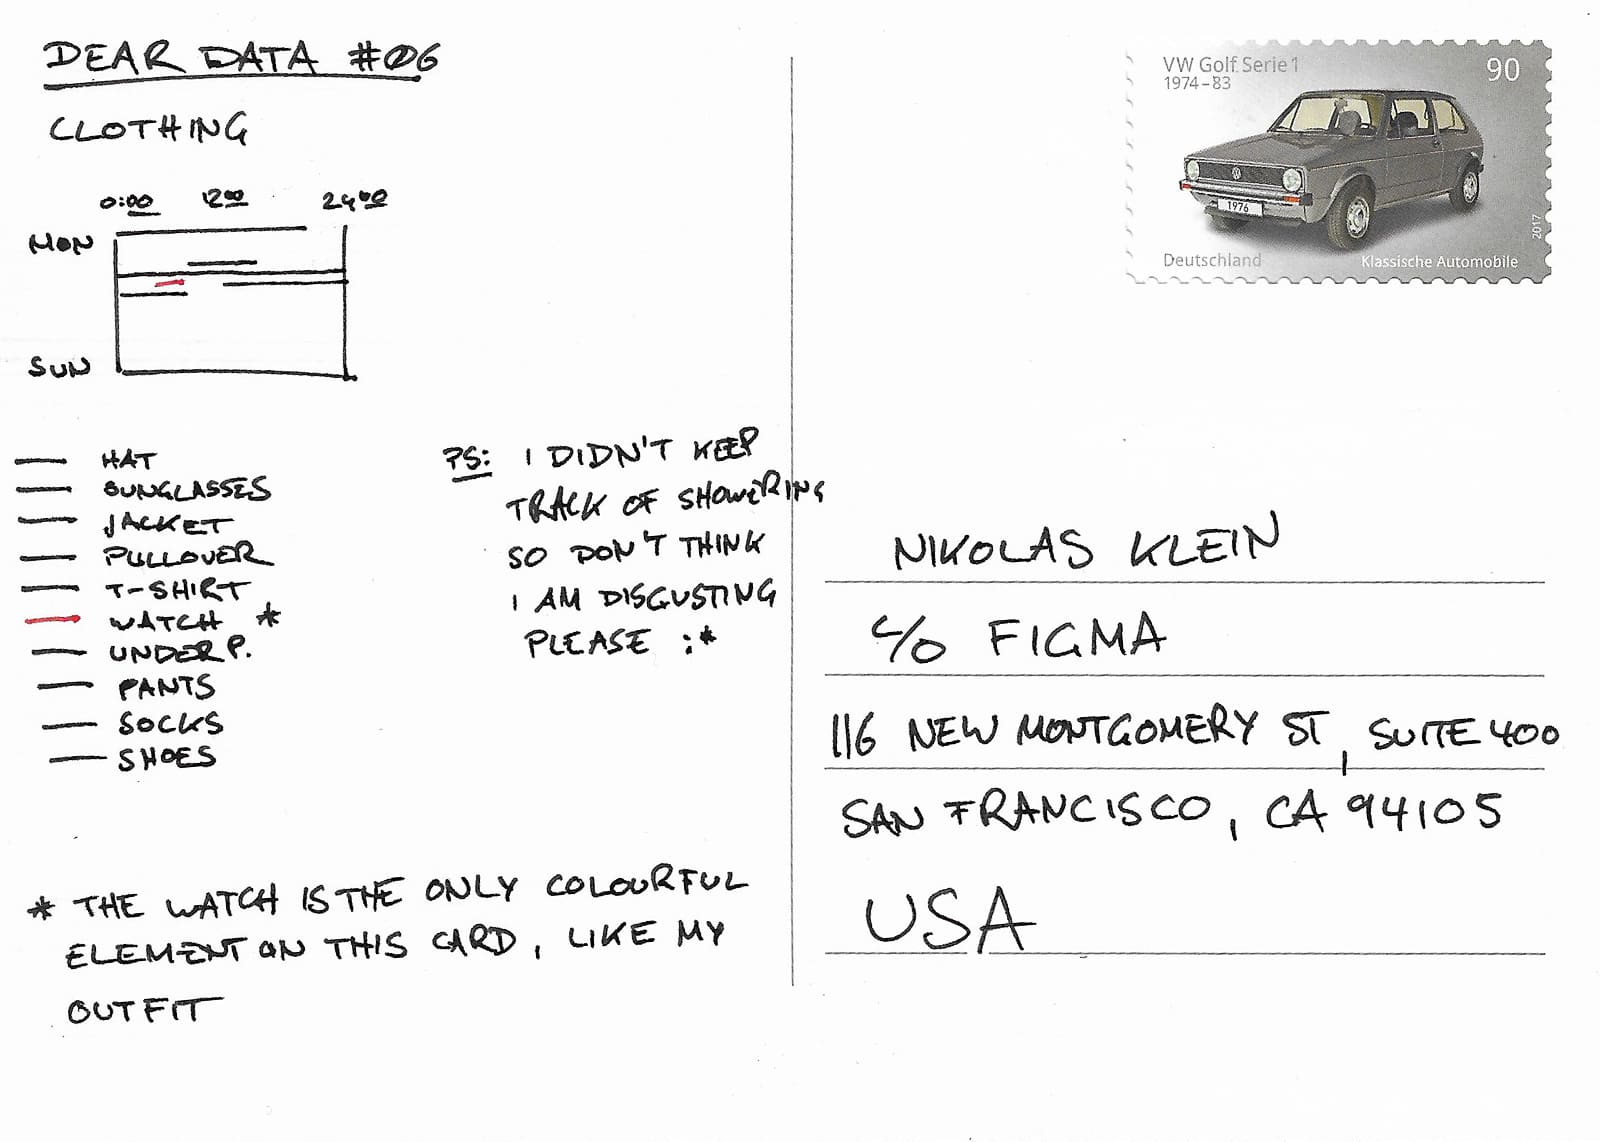 DEAR DATA #06
CLOTHING
0:00 12:00 24:00
MON
SUN
HAT
SUNGLASSES
JACKET
PULLOVER
T-SHIRT
WATCH *
UNDERP.
PANTS
SOCKS
SHOES
PS: I DIDN'T KEEP
TRACK OF SHOWERING
SO DON'T THINK
I AM DISGUSTING
PLEASE :*
* THE WATCH IS THE ONLY COLOURFUL
ELEMENT ON THIS CARD, LIKE MY
OUTFIT
VW Golf Serie 1
1974–83
90
1976
2017
Deutschland
Klassische Automobile
NIKOLAS KLEIN
c/o FIGMA
116 NEW MONTGOMERY ST, SUITE 400
SAN FRANCISCO, CA 94105
USA